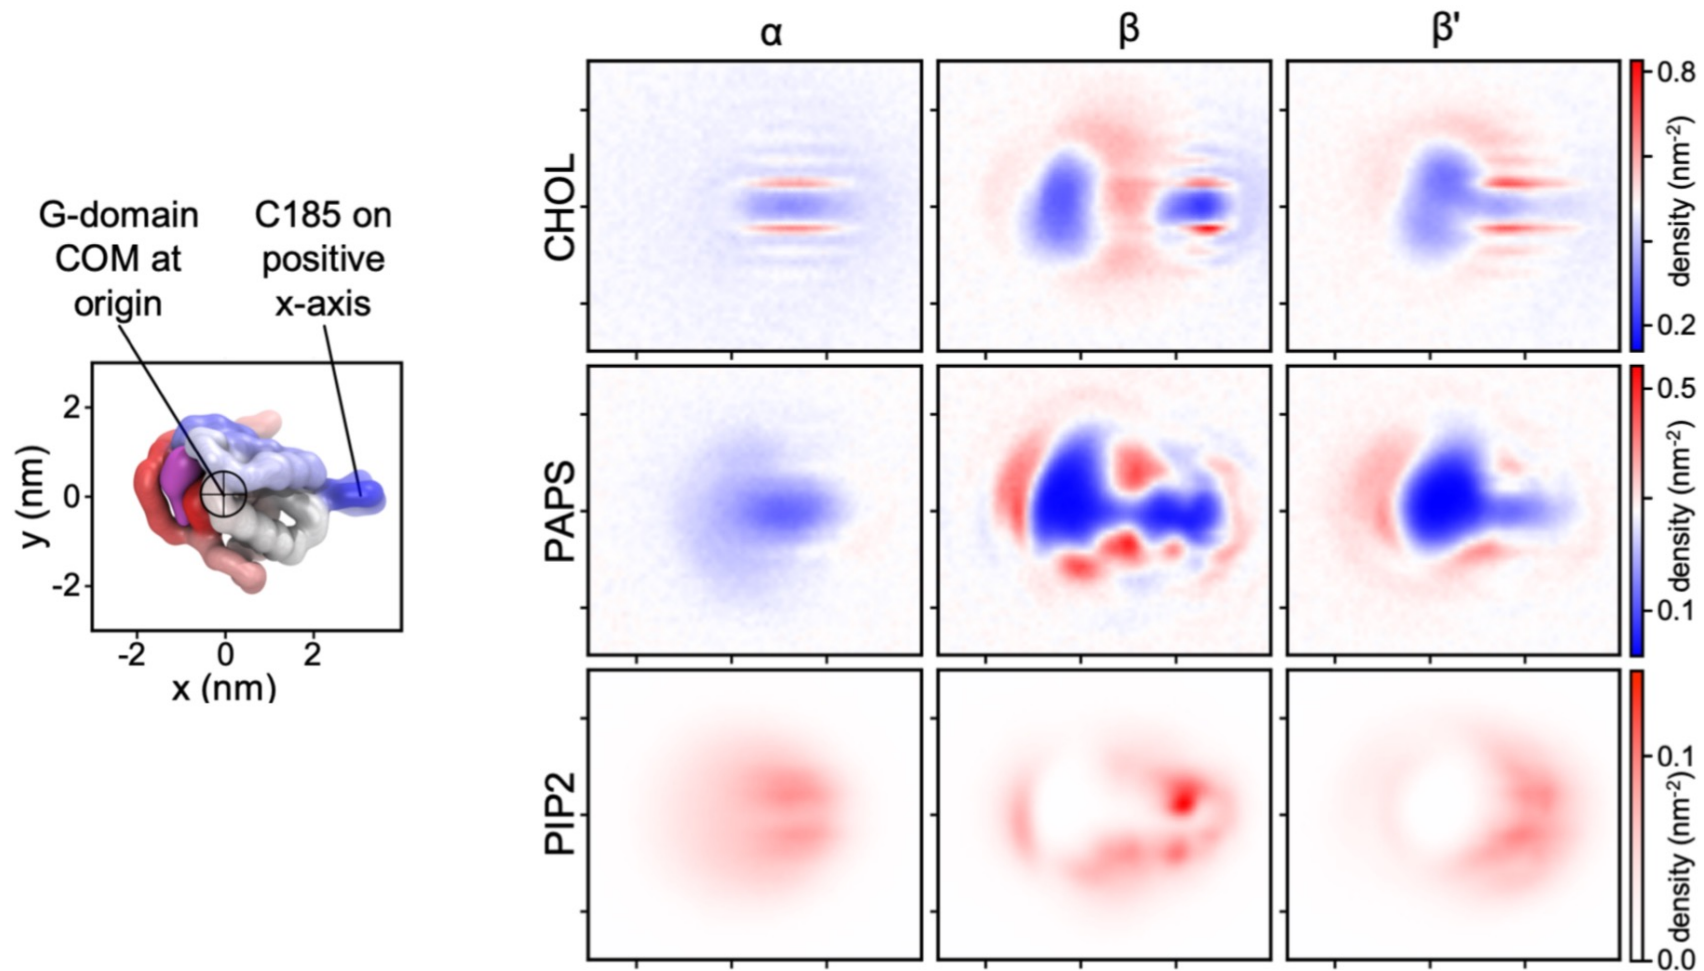 α
β
β'
G-domain
COM at
origin
C185 on
positive
x-axis
2
0
-2
y (nm)
-2
0
2
x (nm)
CHOL
PAPS
PIP2
0.8
0.2
density (nm⁻²)
0.5
0.1
density (nm⁻²)
0.1
0.0
density (nm⁻²)